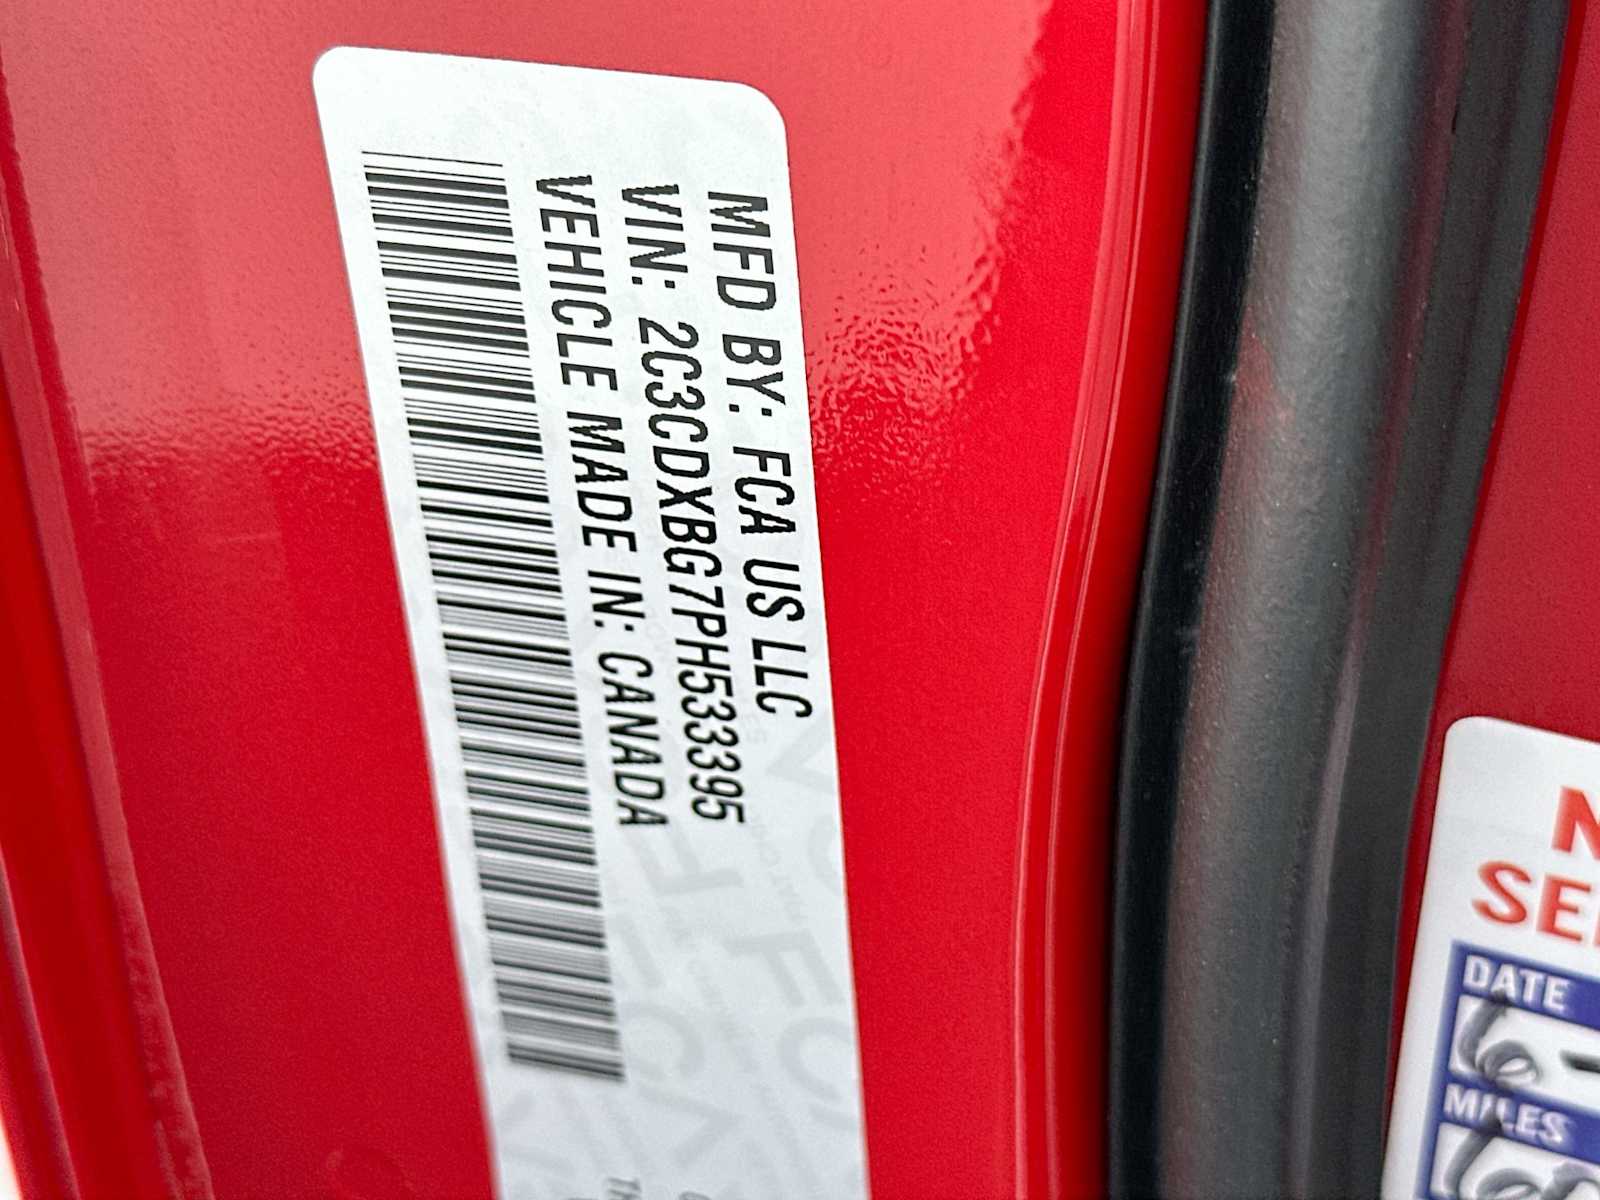 MFD BY: FCA US LLC
VIN: 2C3CDXBG7PH533395
VEHICLE MADE IN: CANADA
DATE
MILES